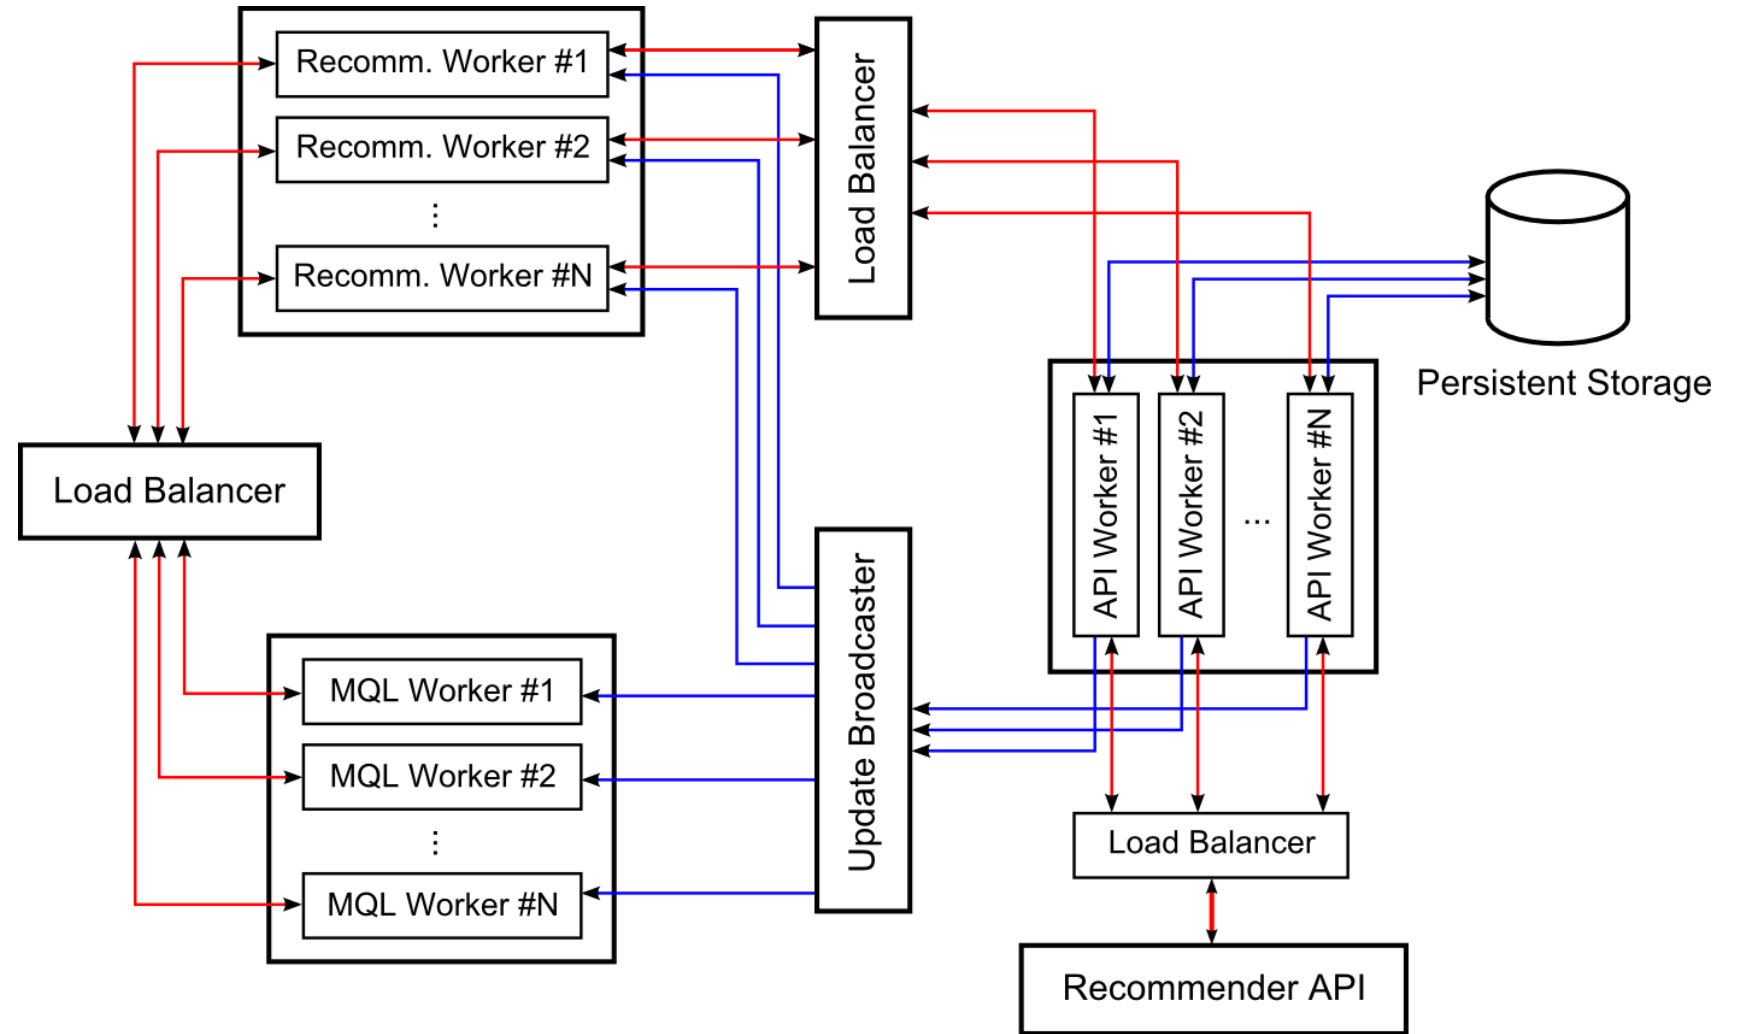 Recomm. Worker #1
Recomm. Worker #2
⋮
Recomm. Worker #N
Load Balancer
Load Balancer
Persistent Storage
API Worker #1
API Worker #2
...
API Worker #N
Update Broadcaster
MQL Worker #1
MQL Worker #2
⋮
MQL Worker #N
Load Balancer
Recommender API